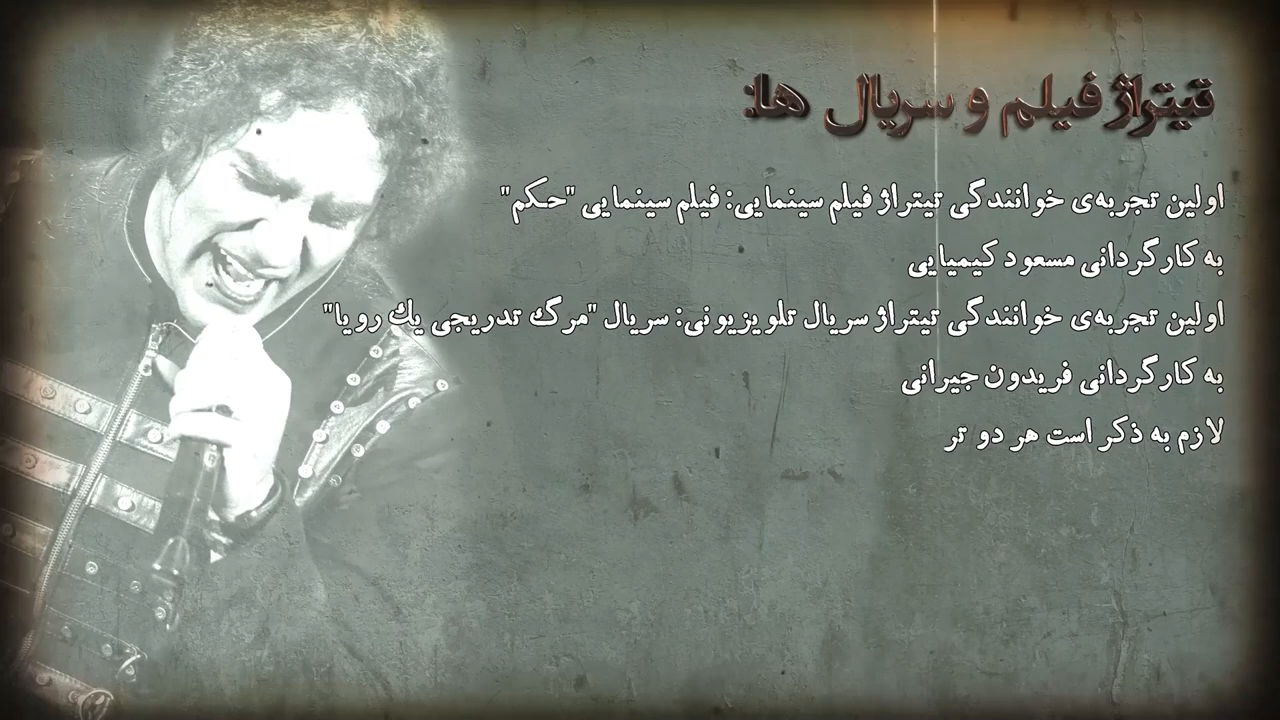 تیتراژ فیلم و سریال ها:
اولین تجربه‌ی خوانندگی تیتراژ فیلم سینمایی: فیلم سینمایی "حکم"
به کارگردانی مسعود کیمیایی
اولین تجربه‌ی خوانندگی تیتراژ سریال تلویزیونی: سریال "مرگ تدریجی یک رویا"
به کارگردانی فریدون جیرانی
لازم به ذکر است هر دو تر